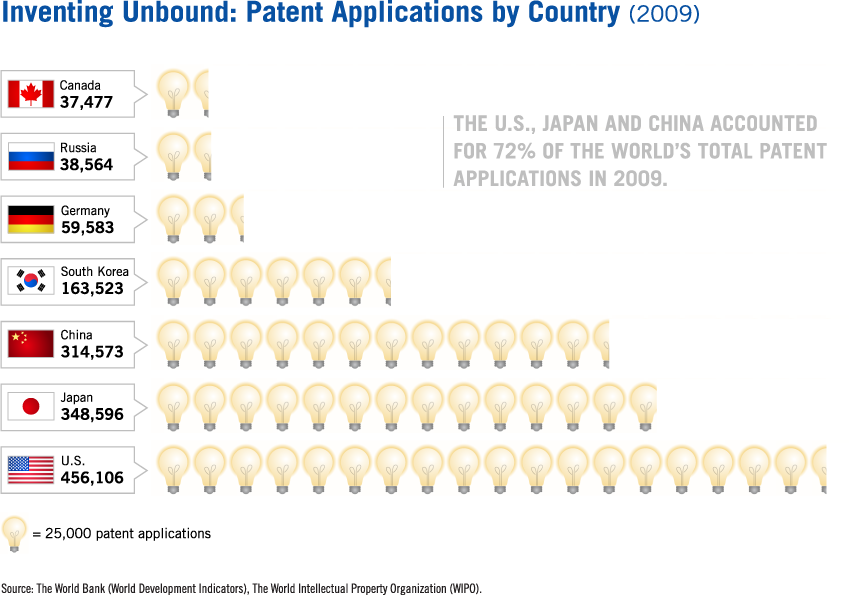 Inventing Unbound: Patent Applications by Country (2009)
Canada
37,477
THE U.S., JAPAN AND CHINA ACCOUNTED
FOR 72% OF THE WORLD'S TOTAL PATENT
APPLICATIONS IN 2009.
Russia
38,564
Germany
59,583
South Korea
163,523
China
314,573
Japan
348,596
U.S.
456,106
= 25,000 patent applications
Source: The World Bank (World Development Indicators), The World Intellectual Property Organization (WIPO).